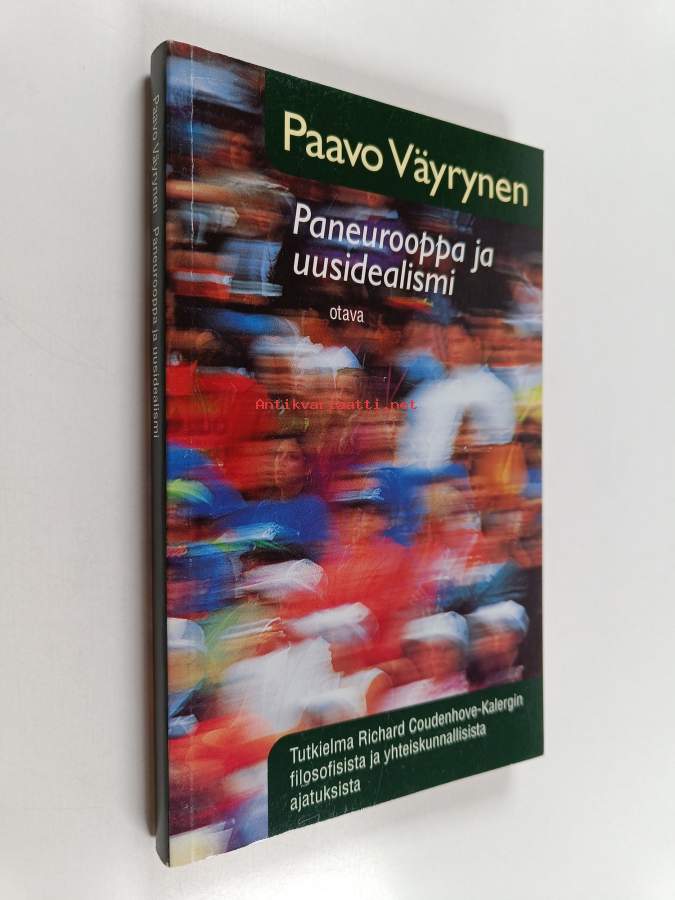 Paavo Väyrynen
Paneurooppa ja
uusidealismi
otava
Antikvariaatti.net
Tutkielma Richard Coudenhove-Kalergin
filosofisista ja yhteiskunnallisista
ajatuksista
Paavo Väyrynen Paneurooppa ja uusidealismi